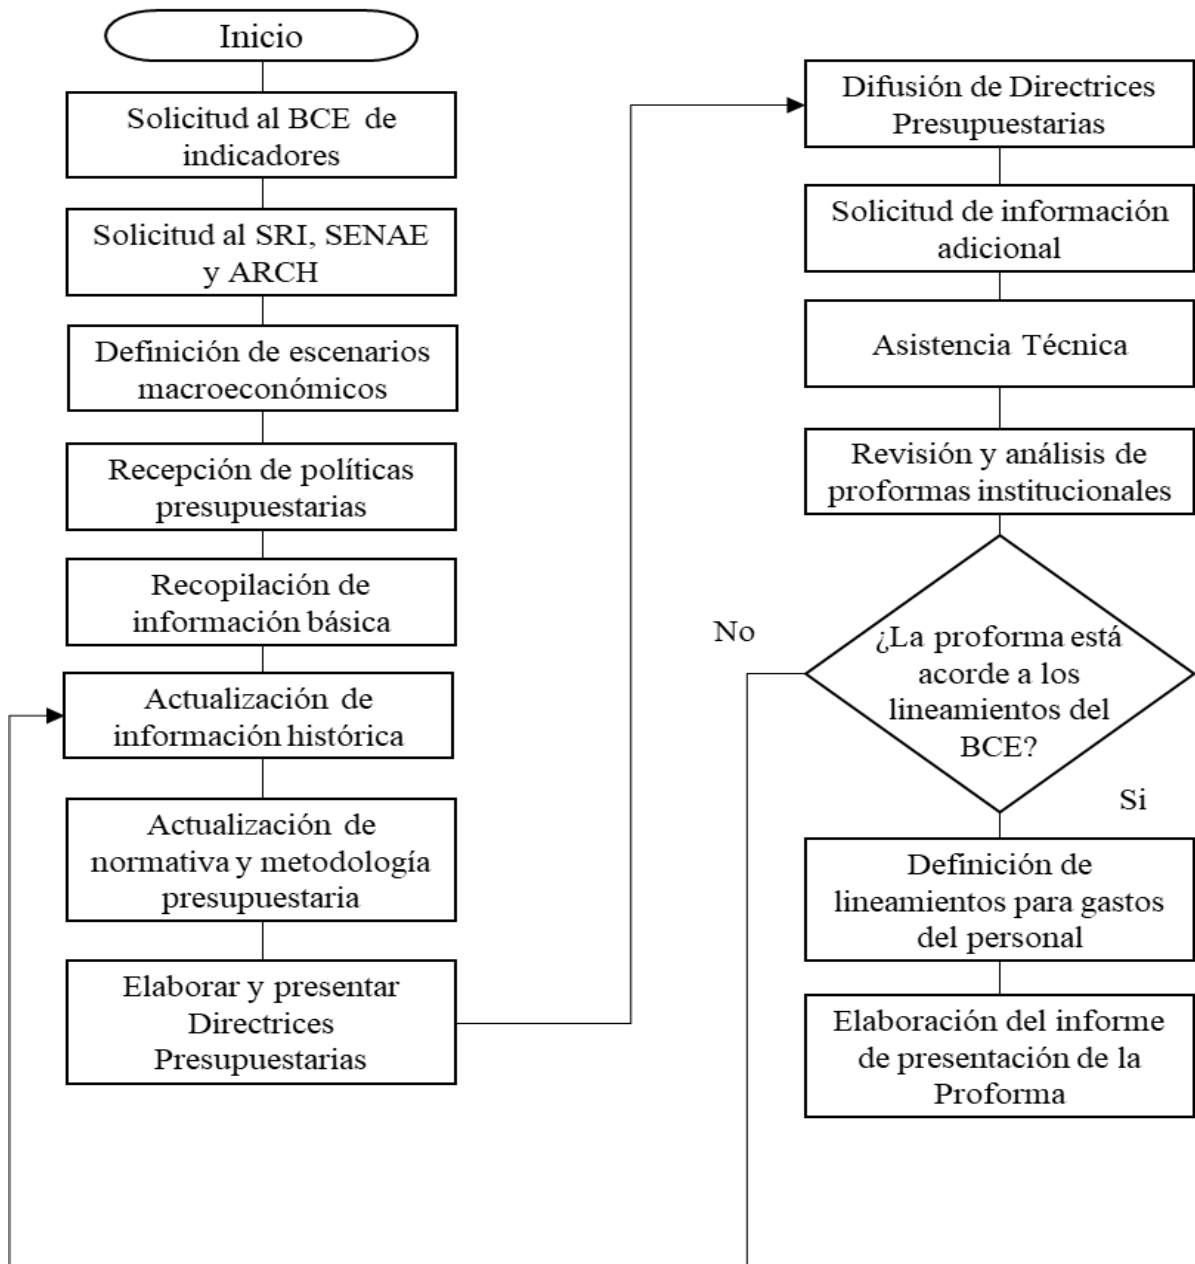 Inicio
Solicitud al BCE de
indicadores
Solicitud al SRI, SENAE
y ARCH
Definición de escenarios
macroeconómicos
Recepción de políticas
presupuestarias
Recopilación de
información básica
Actualización de
información histórica
Actualización de
normativa y metodología
presupuestaria
Elaborar y presentar
Directrices
Presupuestarias
Difusión de Directrices
Presupuestarias
Solicitud de información
adicional
Asistencia Técnica
Revisión y análisis de
proformas institucionales
No
¿La proforma está
acorde a los
lineamientos del
BCE?
Si
Definición de
lineamientos para gastos
del personal
Elaboración del informe
de presentación de la
Proforma